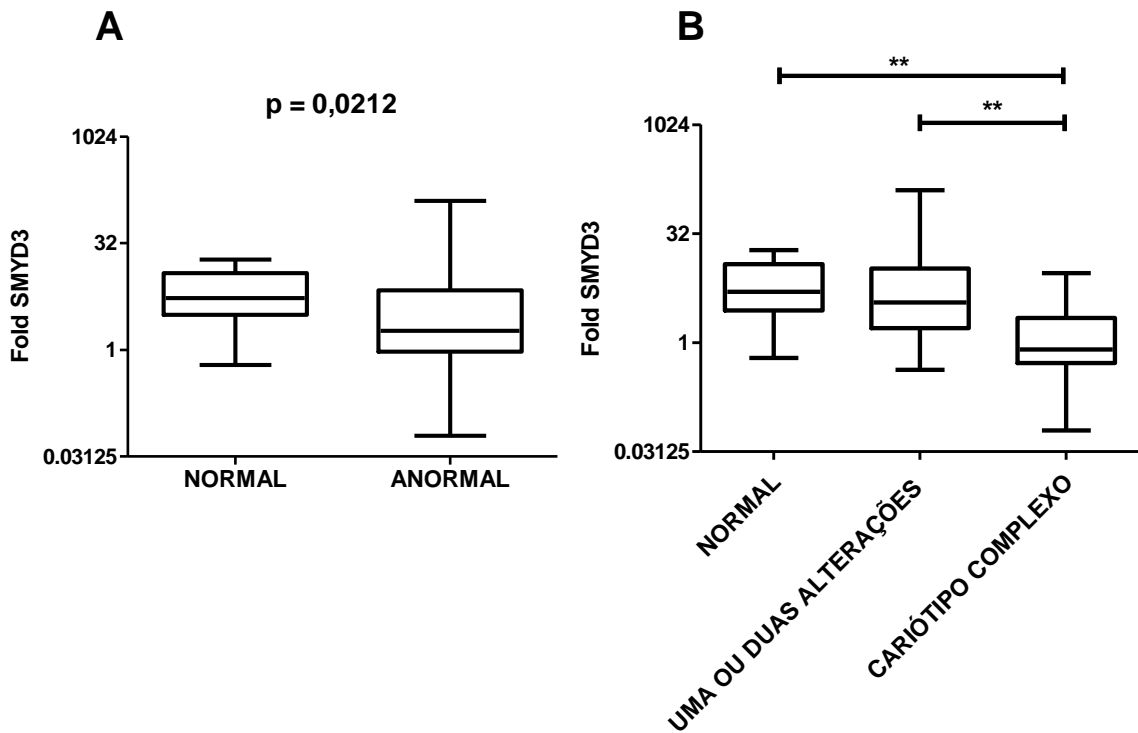 A
p = 0,0212
1024
32
1
0.03125
Fold SMYD3
NORMAL
ANORMAL
B
**
**
1024
32
1
0.03125
Fold SMYD3
NORMAL
UMA OU DUAS ALTERAÇÕES
CARIÓTIPO COMPLEXO